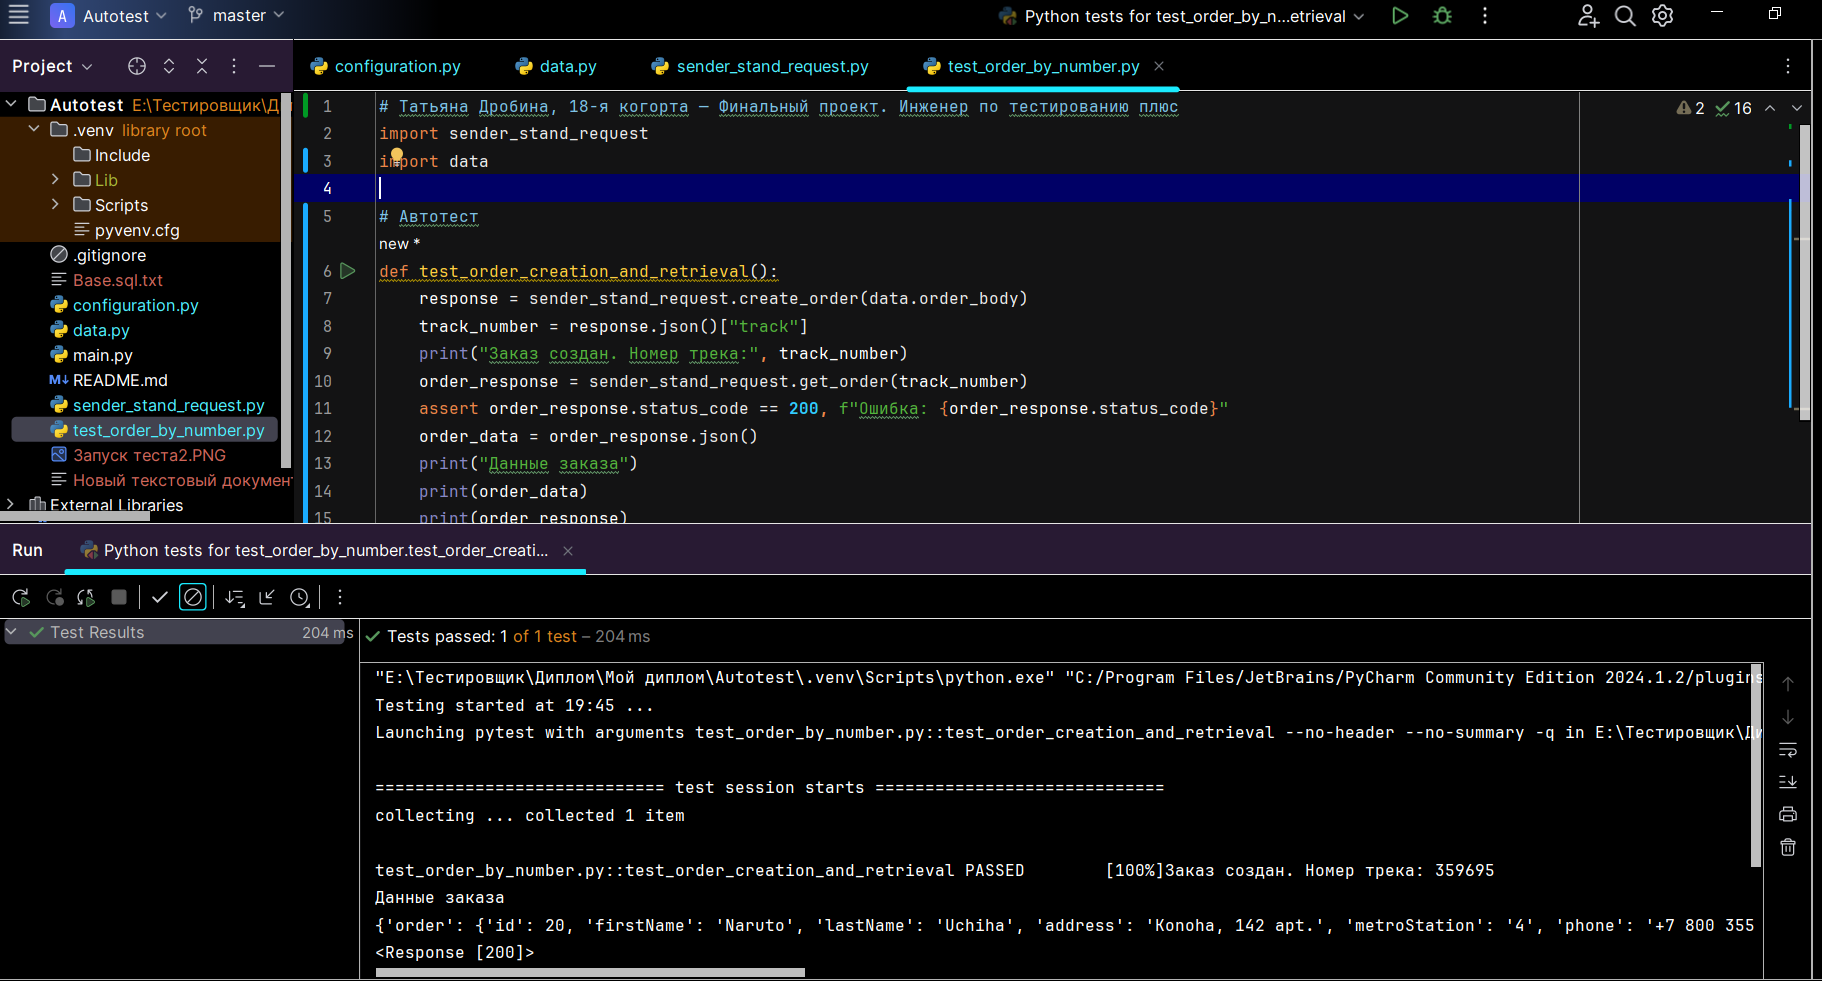 A Autotest master Python tests for test_order_by_n...etrieval
Project
configuration.py data.py sender_stand_request.py test_order_by_number.py
Autotest E:\Тестировщик\Д
.venv library root
Include
Lib
Scripts
pyvenv.cfg
.gitignore
Base.sql.txt
configuration.py
data.py
main.py
README.md
sender_stand_request.py
test_order_by_number.py
Запуск теста2.PNG
Новый текстовый документ
External Libraries
2 16
1 # Татьяна Дробина, 18-я когорта — Финальный проект. Инженер по тестированию плюс
2 import sender_stand_request
3 import data
4
5 # Автотест
new *
6 def test_order_creation_and_retrieval():
7 response = sender_stand_request.create_order(data.order_body)
8 track_number = response.json()["track"]
9 print("Заказ создан. Номер трека:", track_number)
10 order_response = sender_stand_request.get_order(track_number)
11 assert order_response.status_code == 200, f"Ошибка: {order_response.status_code}"
12 order_data = order_response.json()
13 print("Данные заказа")
14 print(order_data)
15 print(order_response)
Run Python tests for test_order_by_number.test_order_creati...
Test Results 204 ms
Tests passed: 1 of 1 test – 204 ms
"E:\Тестировщик\Диплом\Мой диплом\Autotest\.venv\Scripts\python.exe" "C:/Program Files/JetBrains/PyCharm Community Edition 2024.1.2/plugins
Testing started at 19:45 ...
Launching pytest with arguments test_order_by_number.py::test_order_creation_and_retrieval --no-header --no-summary -q in E:\Тестировщик\Ди
============================= test session starts =============================
collecting ... collected 1 item
test_order_by_number.py::test_order_creation_and_retrieval PASSED [100%]Заказ создан. Номер трека: 359695
Данные заказа
{'order': {'id': 20, 'firstName': 'Naruto', 'lastName': 'Uchiha', 'address': 'Konoha, 142 apt.', 'metroStation': '4', 'phone': '+7 800 355
<Response [200]>